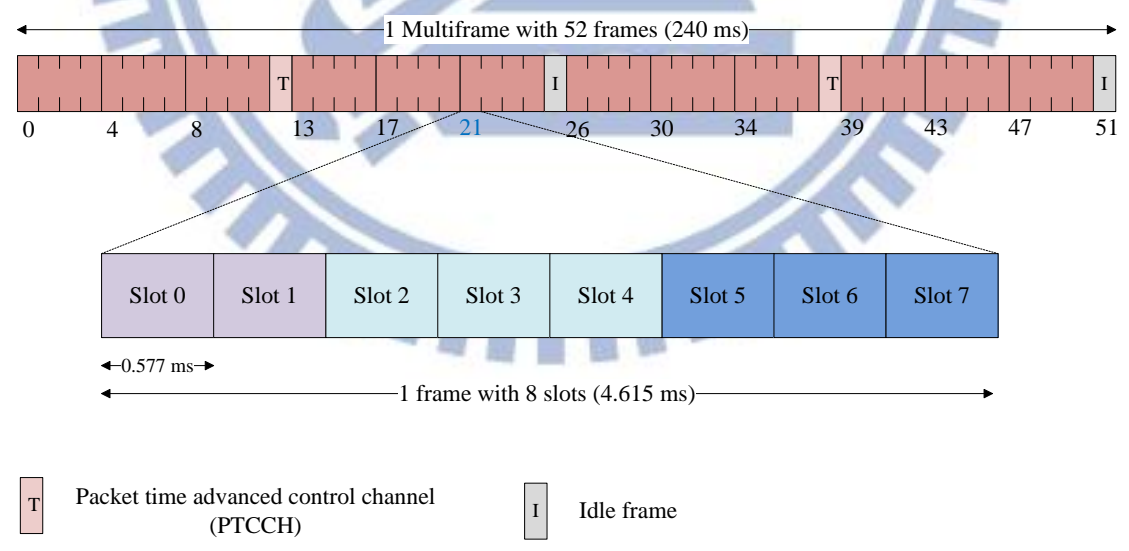 1 Multiframe with 52 frames (240 ms)
T I T I
0 4 8 13 17 21 26 30 34 39 43 47 51
Slot 0 Slot 1 Slot 2 Slot 3 Slot 4 Slot 5 Slot 6 Slot 7
0.577 ms
1 frame with 8 slots (4.615 ms)
T Packet time advanced control channel
(PTCCH)
I Idle frame